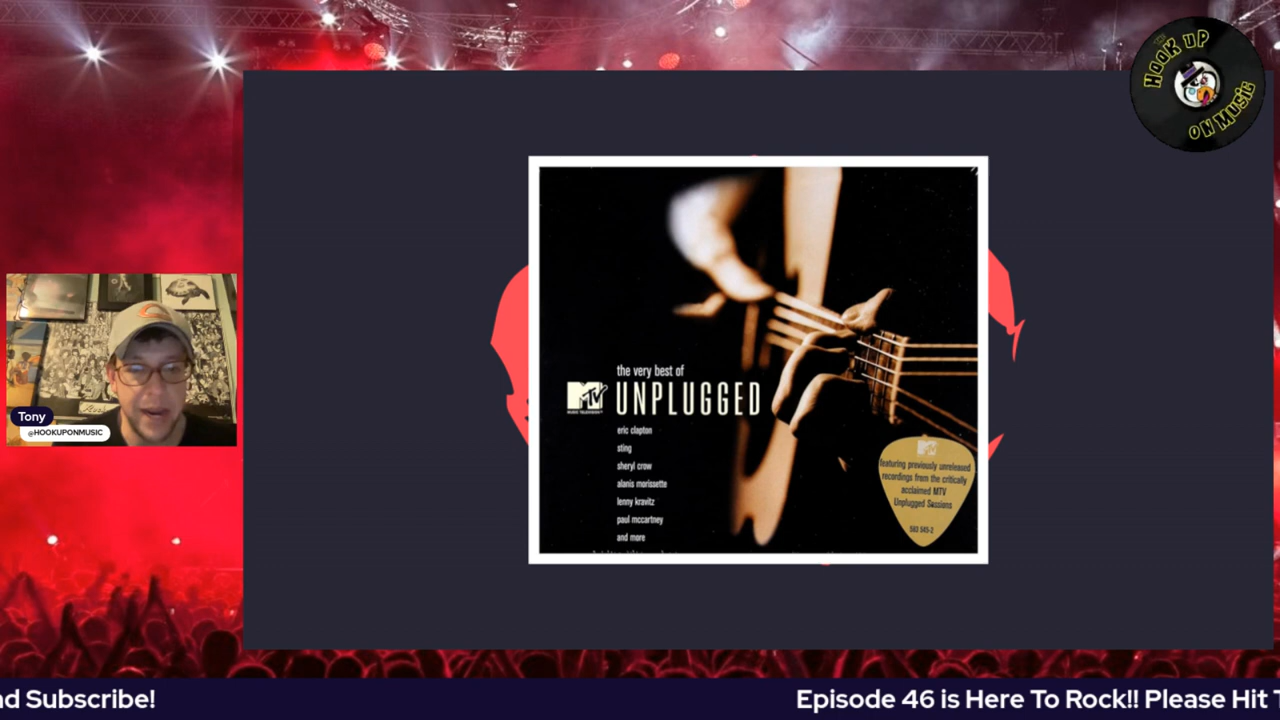 THE
HOOK UP
ON MUSIC
the very best of
MTV
MUSIC TELEVISION
UNPLUGGED
eric clapton
sting
sheryl crow
alanis morissette
lenny kravitz
paul mccartney
and more
featuring previously unreleased
recordings from the critically
acclaimed MTV
Unplugged Sessions
Tony
@HOOKUPONMUSIC
nd Subscribe!
Episode 46 is Here To Rock!! Please Hit T